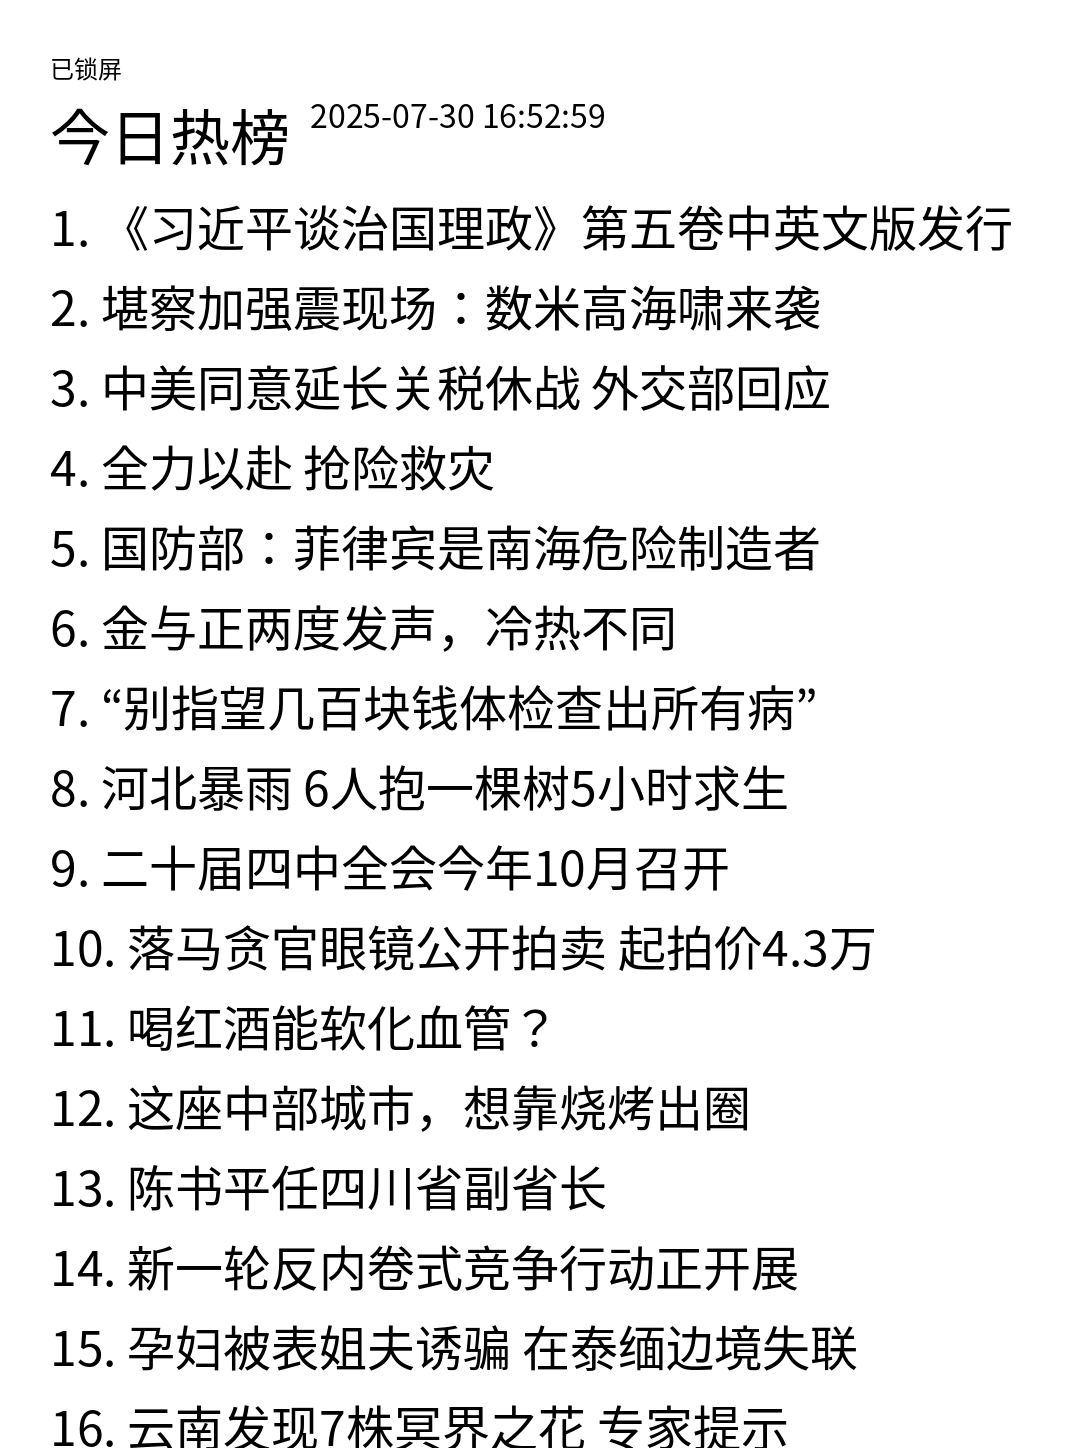 已锁屏
今日热榜 2025-07-30 16:52:59
1. 《习近平谈治国理政》第五卷中英文版发行
2. 堪察加强震现场：数米高海啸来袭
3. 中美同意延长关税休战 外交部回应
4. 全力以赴 抢险救灾
5. 国防部：菲律宾是南海危险制造者
6. 金与正两度发声，冷热不同
7. “别指望几百块钱体检查出所有病”
8. 河北暴雨 6人抱一棵树5小时求生
9. 二十届四中全会今年10月召开
10. 落马贪官眼镜公开拍卖 起拍价4.3万
11. 喝红酒能软化血管？
12. 这座中部城市，想靠烧烤出圈
13. 陈书平任四川省副省长
14. 新一轮反内卷式竞争行动正开展
15. 孕妇被表姐夫诱骗 在泰缅边境失联
16. 云南发现7株冥界之花 专家提示